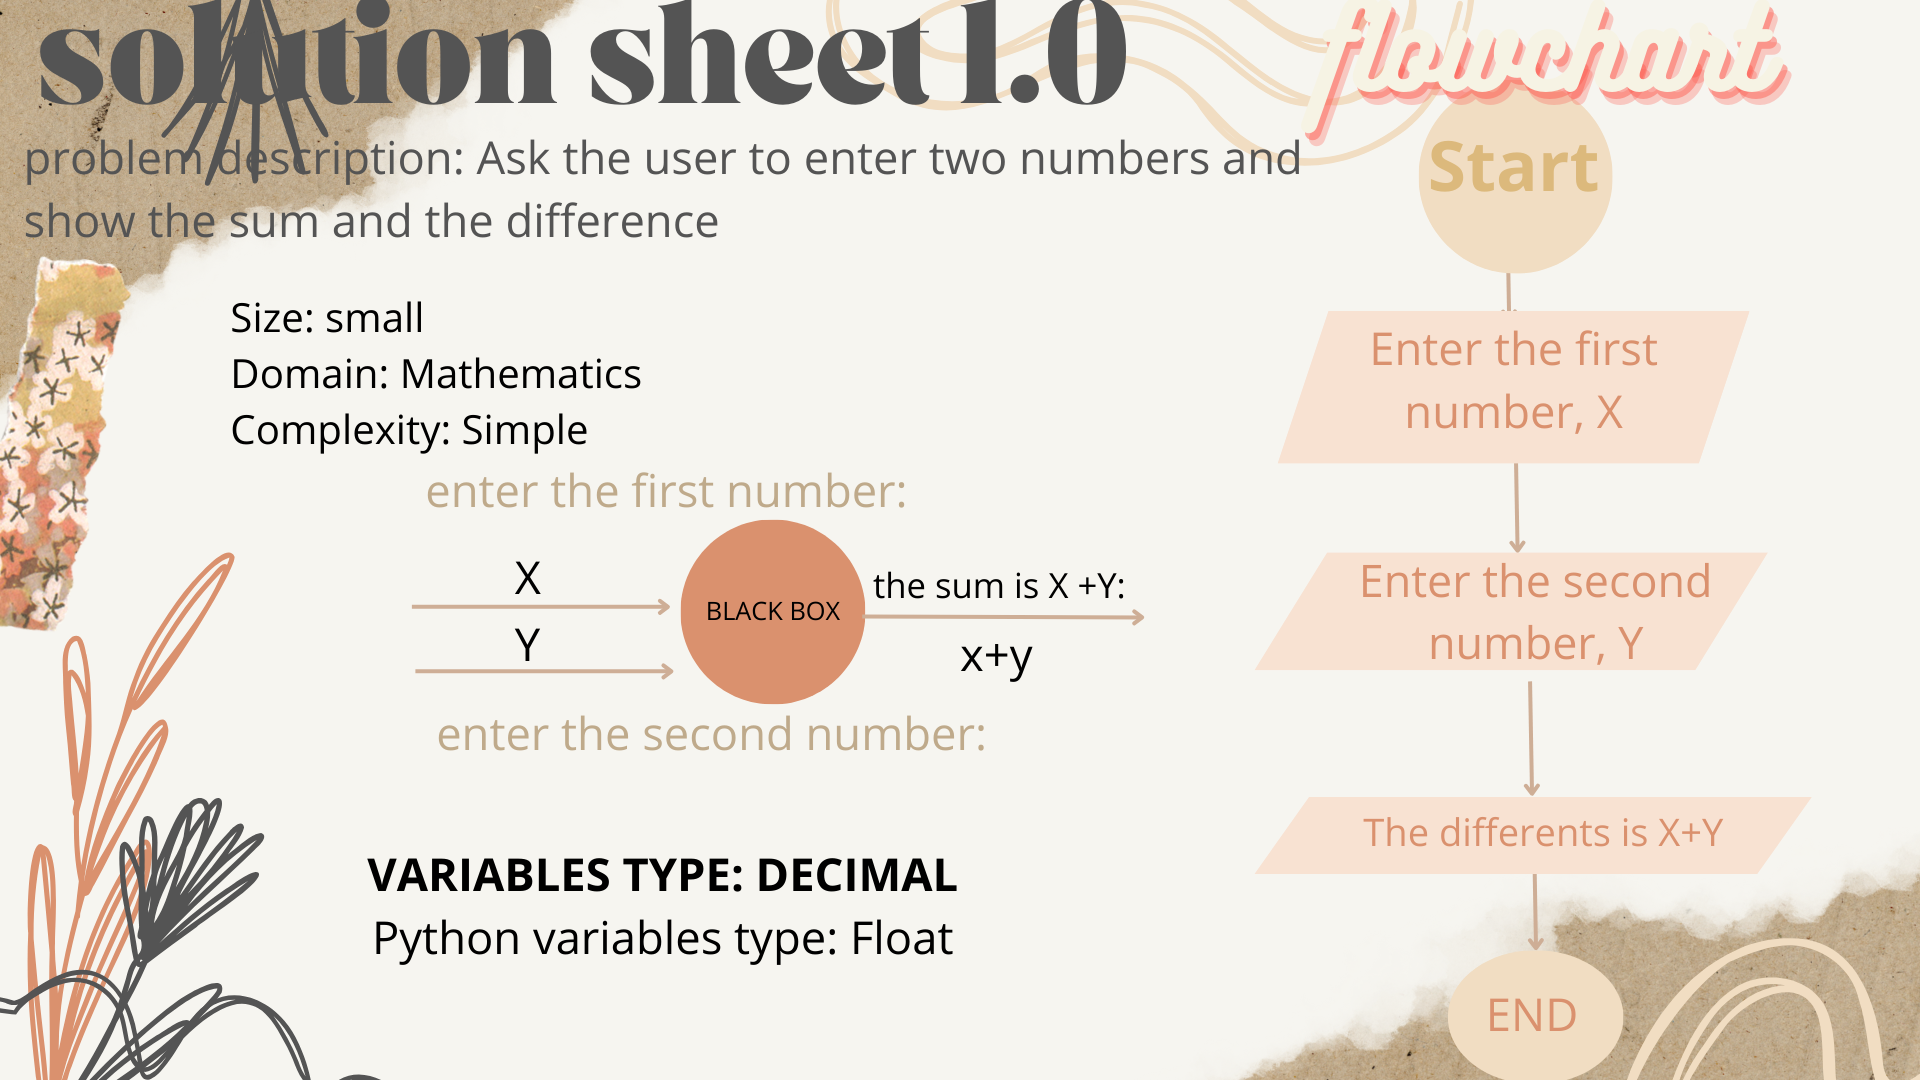 solution sheet 1.0
problem description: Ask the user to enter two numbers and
show the sum and the difference
Size: small
Domain: Mathematics
Complexity: Simple
enter the first number:
X
Y
BLACK BOX
the sum is X +Y:
x+y
enter the second number:
VARIABLES TYPE: DECIMAL
Python variables type: Float
flowchart
Start
Enter the first
number, X
Enter the second
number, Y
The differents is X+Y
END